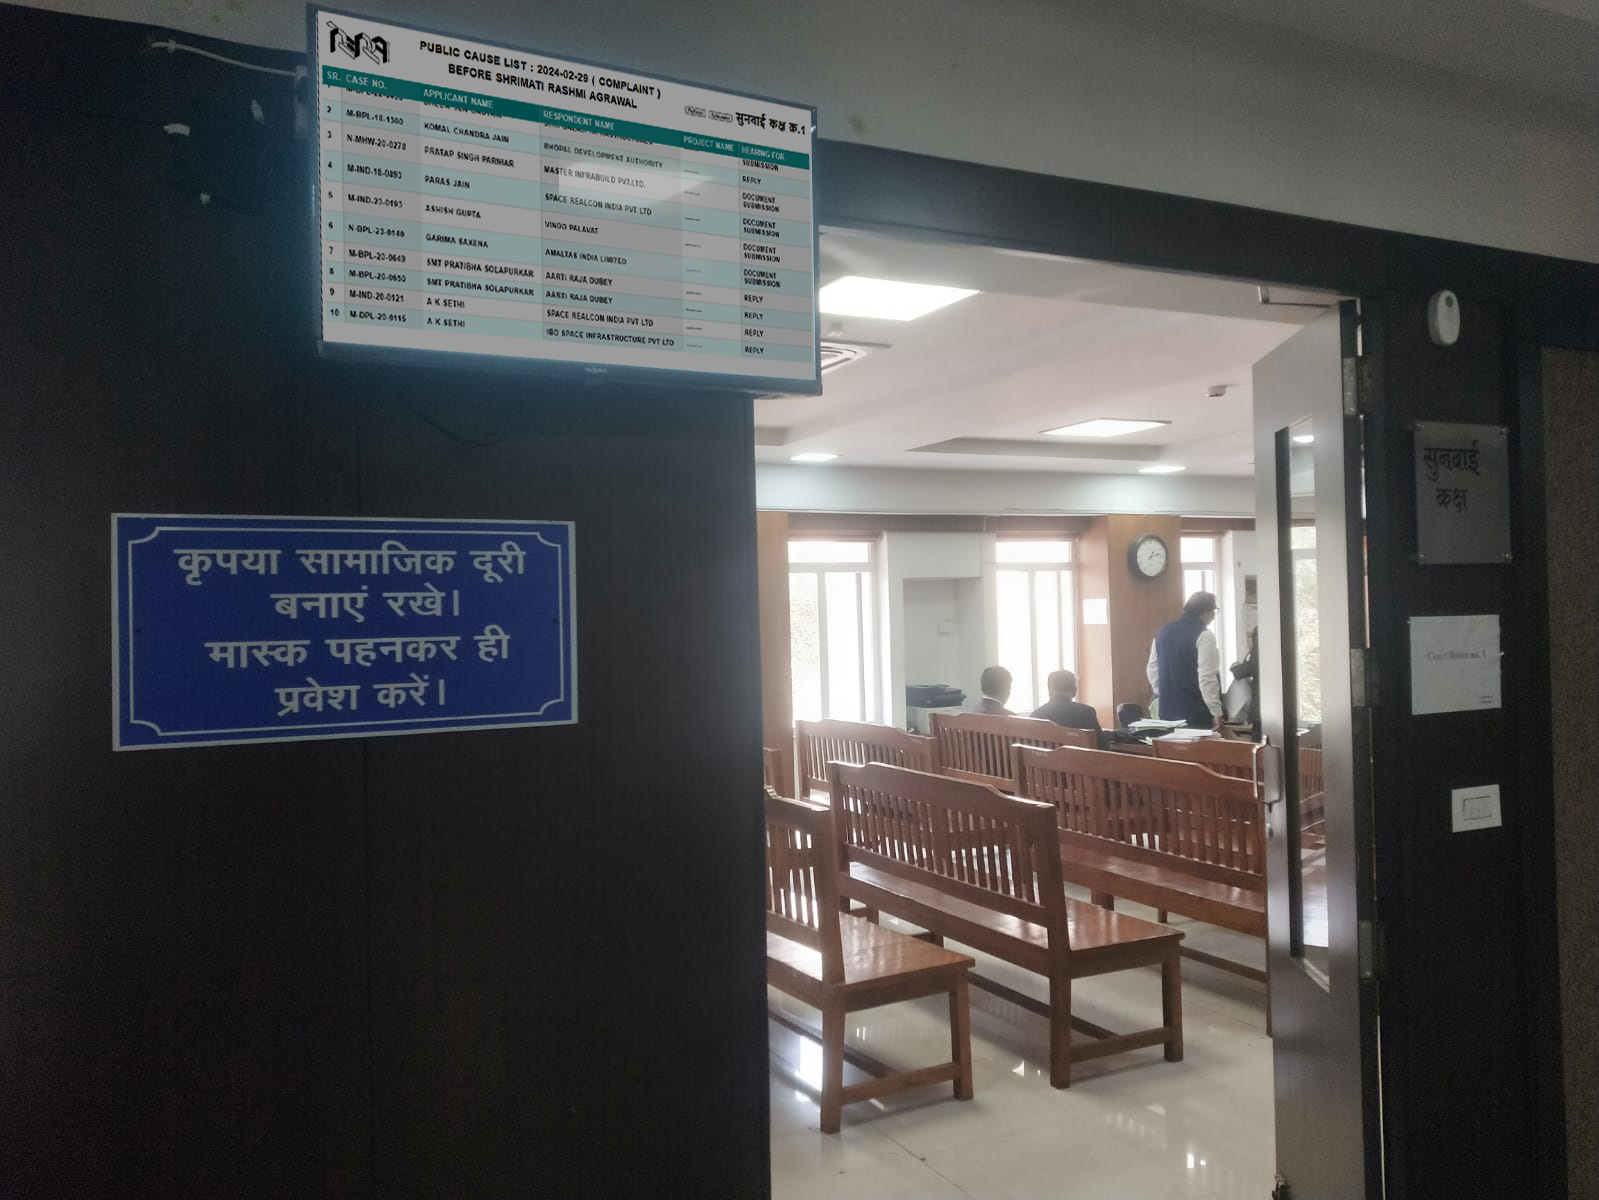 RERA
PUBLIC CAUSE LIST : 2024-02-29 ( COMPLAINT )
BEFORE SHRIMATI RASHMI AGRAWAL
सुनवाई कक्ष क्र.1
SR. CASE NO. APPLICANT NAME RESPONDENT NAME PROJECT NAME HEARING FOR
SUBMISSION
2 M-BPL-18-1300 KOMAL CHANDRA JAIN BHOPAL DEVELOPMENT AUTHORITY REPLY
3 N-MHW-20-0278 PRATAP SINGH PARIHAR MASTER INFRABUILD PVT.LTD. DOCUMENT SUBMISSION
4 M-IND-18-0893 PARAS JAIN SPACE REALCON INDIA PVT LTD DOCUMENT SUBMISSION
5 M-IND-23-0193 ASHISH GUPTA VINOD PALAVAT DOCUMENT SUBMISSION
6 N-BPL-23-0149 GARIMA SAXENA AMALTAS INDIA LIMITED DOCUMENT SUBMISSION
7 M-BPL-20-0649 SMT PRATIBHA SOLAPURKAR AARTI RAJA DUBEY REPLY
8 M-BPL-20-0650 SMT PRATIBHA SOLAPURKAR AARTI RAJA DUBEY REPLY
9 M-IND-20-0121 A K SETHI SPACE REALCON INDIA PVT LTD REPLY
10 M-BPL-20-0115 A K SETHI IBD SPACE INFRASTRUCTURE PVT LTD REPLY
कृपया सामाजिक दूरी
बनाएं रखे।
मास्क पहनकर ही
प्रवेश करें।
सुनवाई
कक्ष
Court Room no. 1